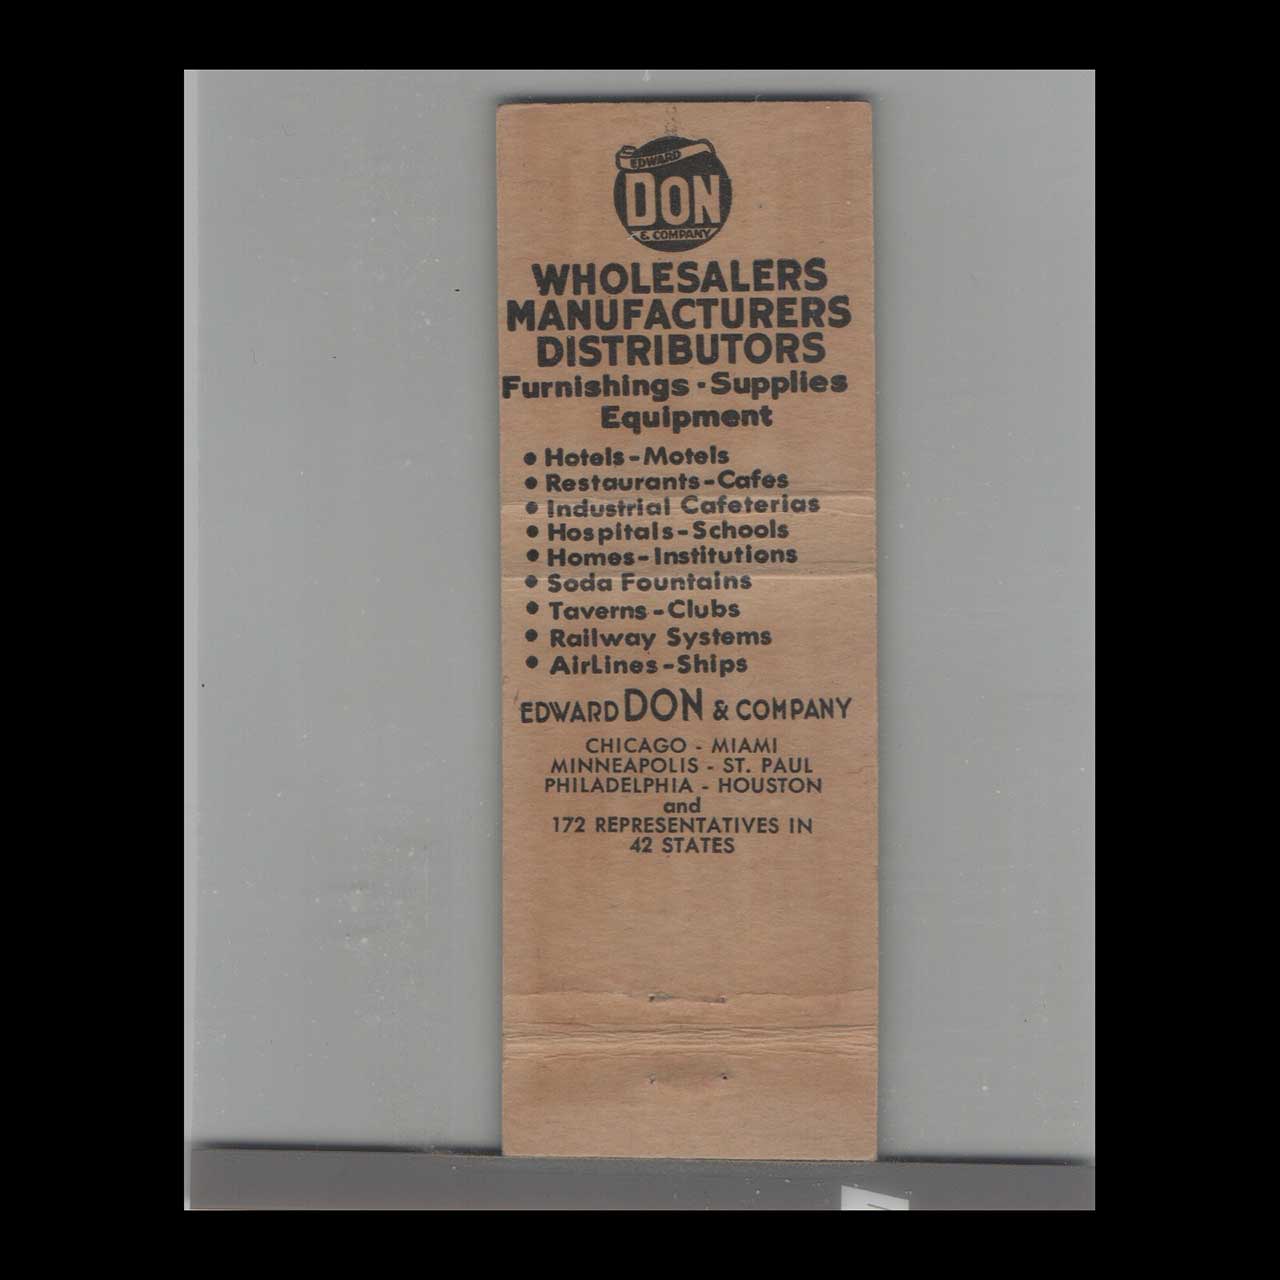 EDWARD
DON
& COMPANY
WHOLESALERS
MANUFACTURERS
DISTRIBUTORS
Furnishings - Supplies
Equipment
• Hotels - Motels
• Restaurants - Cafes
• Industrial Cafeterias
• Hospitals - Schools
• Homes - Institutions
• Soda Fountains
• Taverns - Clubs
• Railway Systems
• AirLines - Ships
EDWARD DON & COMPANY
CHICAGO - MIAMI
MINNEAPOLIS - ST. PAUL
PHILADELPHIA - HOUSTON
and
172 REPRESENTATIVES IN
42 STATES